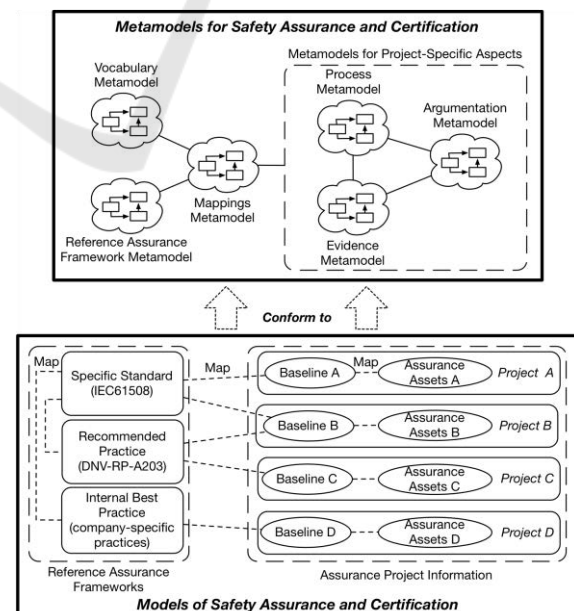 Metamodels for Safety Assurance and Certification
Metamodels for Project-Specific Aspects
Vocabulary
Metamodel
Process
Metamodel
Argumentation
Metamodel
Mappings
Metamodel
Reference Assurance
Framework Metamodel
Evidence
Metamodel
Conform to
Map
Specific Standard
(IEC61508)
Recommended
Practice
(DNV-RP-A203)
Internal Best
Practice
(company-specific
practices)
Reference Assurance
Frameworks
Map
Baseline A
Map
Assurance
Assets A
Project A
Baseline B
Assurance
Assets B
Project B
Baseline C
Assurance
Assets C
Project C
Baseline D
Assurance
Assets D
Project D
Assurance Project Information
Models of Safety Assurance and Certification